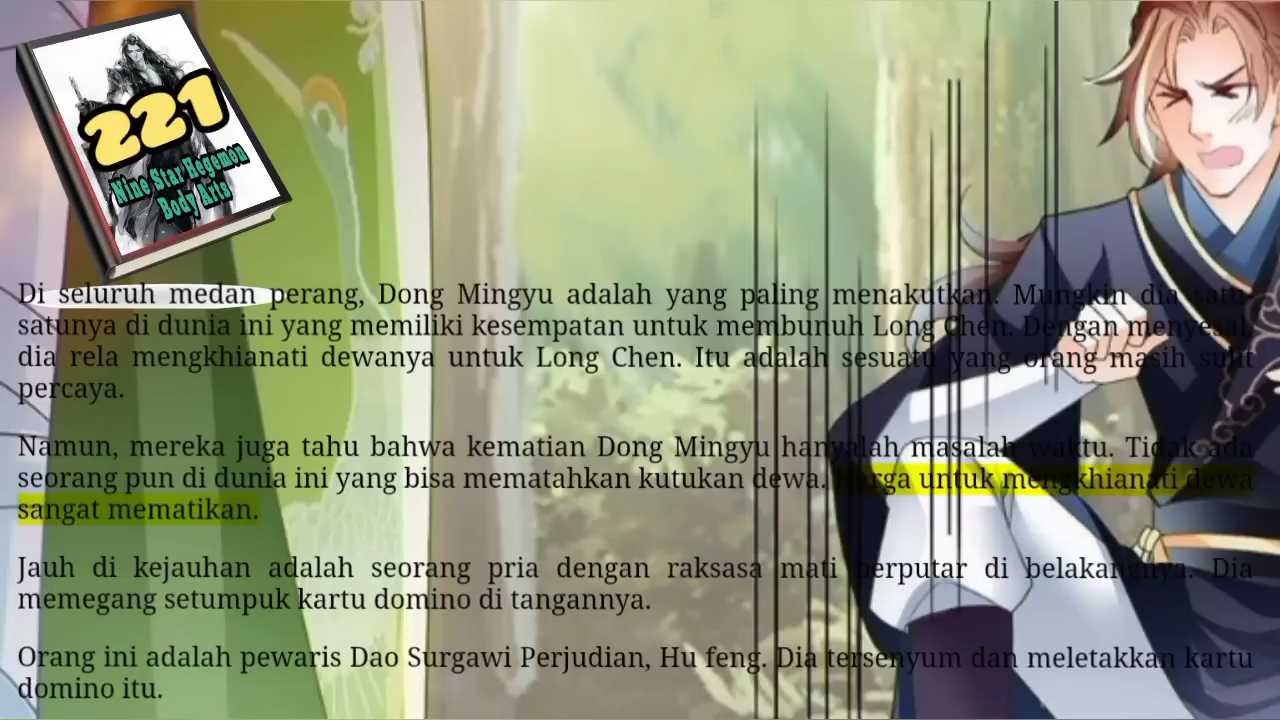 221
Nine Star Hegemon
Body Arts
Di seluruh medan perang, Dong Mingyu adalah yang paling menakutkan. Mungkin dia satu-
satunya di dunia ini yang memiliki kesempatan untuk membunuh Long Chen. Dengan menyesal,
dia rela mengkhianati dewanya untuk Long Chen. Itu adalah sesuatu yang orang masih sulit
percaya.
Namun, mereka juga tahu bahwa kematian Dong Mingyu hanyalah masalah waktu. Tidak ada
seorang pun di dunia ini yang bisa mematahkan kutukan dewa. Harga untuk mengkhianati dewa
sangat mematikan.
Jauh di kejauhan adalah seorang pria dengan raksasa mati berputar di belakangnya. Dia
memegang setumpuk kartu domino di tangannya.
Orang ini adalah pewaris Dao Surgawi Perjudian, Hu feng. Dia tersenyum dan meletakkan kartu
domino itu.